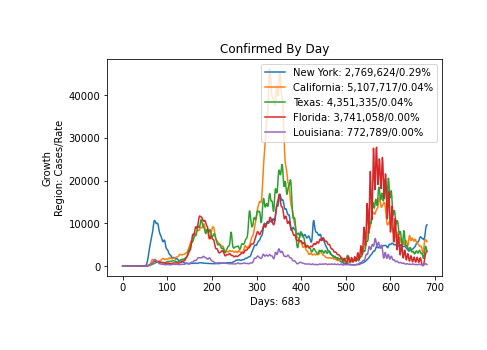 Confirmed By Day
New York: 2,769,624/0.29%
California: 5,107,717/0.04%
Texas: 4,351,335/0.04%
Florida: 3,741,058/0.00%
Louisiana: 772,789/0.00%
Growth
Region: Cases/Rate
40000
30000
20000
10000
0
0 100 200 300 400 500 600 700
Days: 683